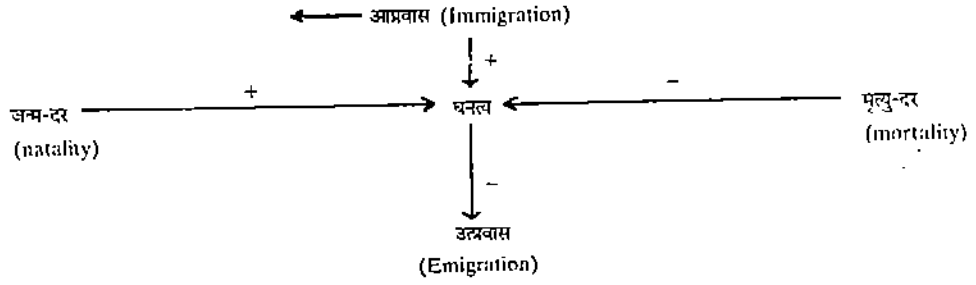 आप्रवास (Immigration)
+
+
−
जन्म-दर
(natality)
घनत्व
मृत्यु-दर
(mortality)
−
उत्प्रवास
(Emigration)